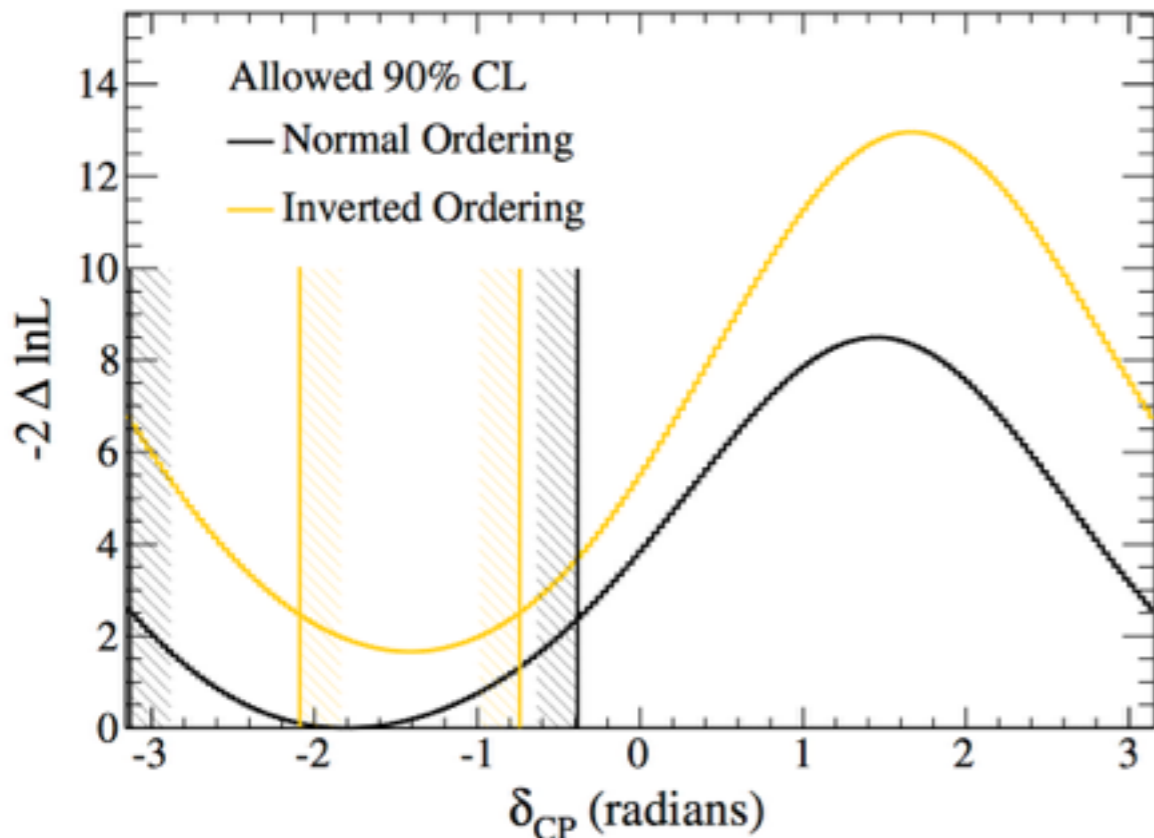 Allowed 90% CL
Normal Ordering
Inverted Ordering
-2 Δ lnL
14
12
10
8
6
4
2
0
-3 -2 -1 0 1 2 3
δCP (radians)